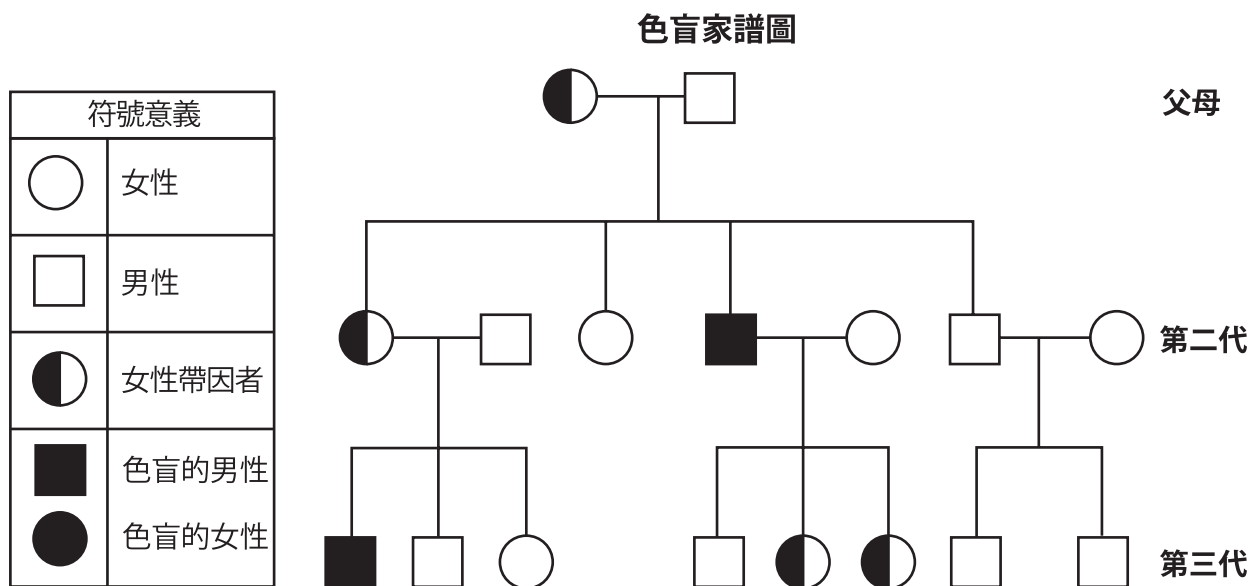 色盲家譜圖
父母
符號意義
女性
男性
女性帶因者
色盲的男性
色盲的女性
第二代
第三代